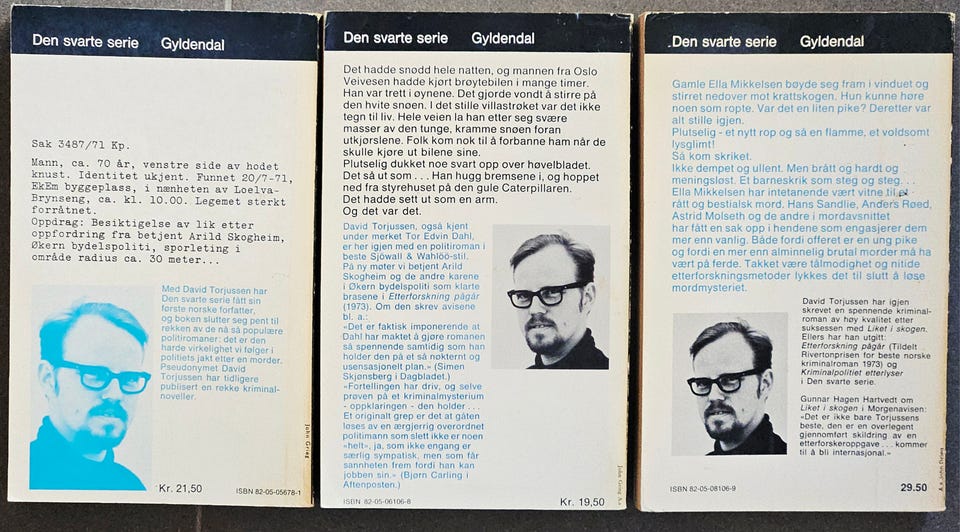 Den svarte serie Gyldendal
Sak 3487/71 Kp.
Mann, ca. 70 år, venstre side av hodet
knust. Identitet ukjent. Funnet 20/7-71,
EkEm byggeplass, i nænheten av Loelva-
Brynseng, ca. kl. 10.00. Legemet sterkt
forråtnet.
Oppdrag: Besiktigelse av lik etter
oppfordring fra betjent Arild Skogheim,
Økern bydelspoliti, sporleting i
område radius ca. 30 meter...
Med David Torjussen har
Den svarte serie fått sin
første norske forfatter,
og boken slutter seg pent til
rekken av de nå så populære
politiromaner: det er den
harde virkelighet vi følger i
politiets jakt etter en morder.
Pseudonymet David
Torjussen har tidligere
publisert en rekke kriminal-
noveller.
John Grieg
Kr. 21,50
ISBN 82-05-05678-1
Den svarte serie Gyldendal
Det hadde snødd hele natten, og mannen fra Oslo
Veivesen hadde kjørt brøytebilen i mange timer.
Han var trett i øynene. Det gjorde vondt å stirre på
den hvite snøen. I det stille villastrøket var det ikke
tegn til liv. Hele veien la han etter seg svære
masser av den tunge, kramme snøen foran
utkjørslene. Folk kom nok til å forbanne ham når de
skulle kjøre ut bilene sine.
Plutselig dukket noe svart opp over høvelbladet.
Det så ut som ... Han hugg bremsene i, og hoppet
ned fra styrehuset på den gule Caterpillaren.
Det hadde sett ut som en arm.
Og det var det.
David Torjussen, også kjent
under merket Tor Edvin Dahl,
er her igjen med en politiroman i
beste Sjöwall & Wahlöö-stil.
På ny møter vi betjent Arild
Skogheim og de andre karene
i Økern bydelspoliti som klarte
brasene i Etterforskning pågår
(1973). Om den skrev avisene
bl. a.:
«Det er faktisk imponerende at
Dahl har maktet å gjøre romanen
så spennende samtidig som han
holder den på et så nøkternt og
usensasjonelt plan.» (Simen
Skjønsberg i Dagbladet.)
«Fortellingen har driv, og selve
prøven på et kriminalmysterium
- oppklaringen - den holder ...
Et originalt grep er det at gåten
løses av en ærgjerrig overordnet
politimann som slett ikke er noen
«helt», ja, som ikke engang er
særlig sympatisk, men som får
sannheten frem fordi han kan
jobben sin.» (Bjørn Carling i
Aftenposten.)
ISBN 82-05-06106-8
Kr. 19,50
Den svarte serie Gyldendal
Gamle Ella Mikkelsen bøyde seg fram i vinduet og
stirret nedover mot krattskogen. Hun kunne høre
noen som ropte. Var det en liten pike? Deretter var
alt stille igjen.
Plutselig - et nytt rop og så en flamme, et voldsomt
lysglimt!
Så kom skriket.
Ikke dempet og ullent. Men brått og hardt og
meningsløst. Et barneskrik som steg og steg...
Ella Mikkelsen har intetanende vært vitne til et
rått og bestialsk mord. Hans Sandlie, Anders Røed,
Astrid Molseth og de andre i mordavsnittet
har fått en sak opp i hendene som engasjerer dem
mer enn vanlig. Både fordi offeret er en ung pike
og fordi en mer enn alminnelig brutal morder må ha
vært på ferde. Takket være tålmodighet og nitide
etterforskningsmetoder lykkes det til slutt å løse
mordmysteriet.
David Torjussen har igjen
skrevet en spennende kriminal-
roman av høy kvalitet etter
suksessen med Liket i skogen.
Ellers har han utgitt:
Etterforskning pågår (Tildelt
Rivertonprisen for beste norske
kriminalroman 1973) og
Kriminalpolitiet etterlyser
i Den svarte serie.
Gunnar Hagen Hartvedt om
Liket i skogen i Morgenavisen:
«Det er ikke bare Torjussens
beste, den er en overlegent
gjennomført skildring av en
etterforskeroppgave ... kommer
til å bli internasjonal.»
ISBN 82-05-08106-9
29.50